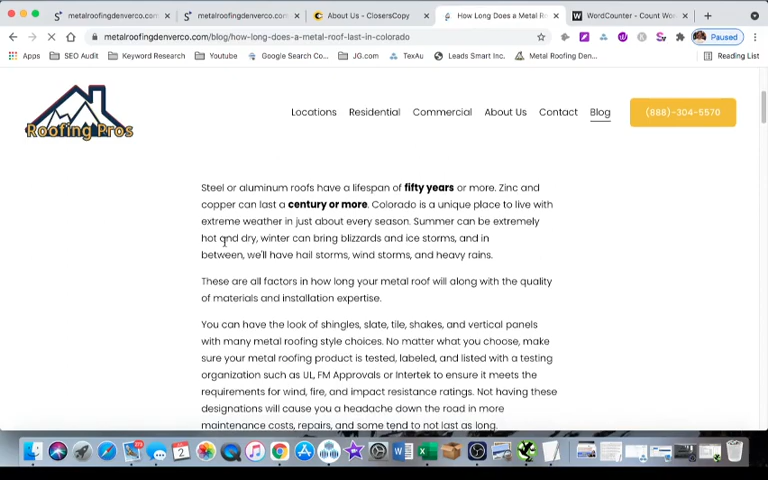 metalroofingdenverco.com
metalroofingdenverco.com
About Us - ClosersCopy
How Long Does a Metal Ro
WordCounter - Count Wo
metalroofingdenverco.com/blog/how-long-does-a-metal-roof-last-in-colorado
Paused
Apps
SEO Audit
Roofing
Youtube
Google Search Co...
JG.com
TexAu
Leads Smart Inc.
Metal Roofing Den...
Reading List
Roofing Pros
Locations
Residential
Commercial
About Us
Contact
Blog
(888)-304-5570
Steel or aluminum roofs have a lifespan of fifty years or more. Zinc and
copper can last a century or more. Colorado is a unique place to live with
extreme weather in just about every season. Summer can be extremely
hot and dry, winter can bring blizzards and ice storms, and in
between, we'll have hail storms, wind storms, and heavy rains.
These are all factors in how long your metal roof will along with the quality
of materials and installation expertise.
You can have the look of shingles, slate, tile, shakes, and vertical panels
with many metal roofing style choices. No matter what you choose, make
sure your metal roofing product is tested, labeled, and listed with a testing
organization such as UL, FM Approvals or Intertek to ensure it meets the
requirements for wind, fire, and impact resistance ratings. Not having these
designations will cause you a headache down the road in more
maintenance costs, repairs, and some tend to not last as long.